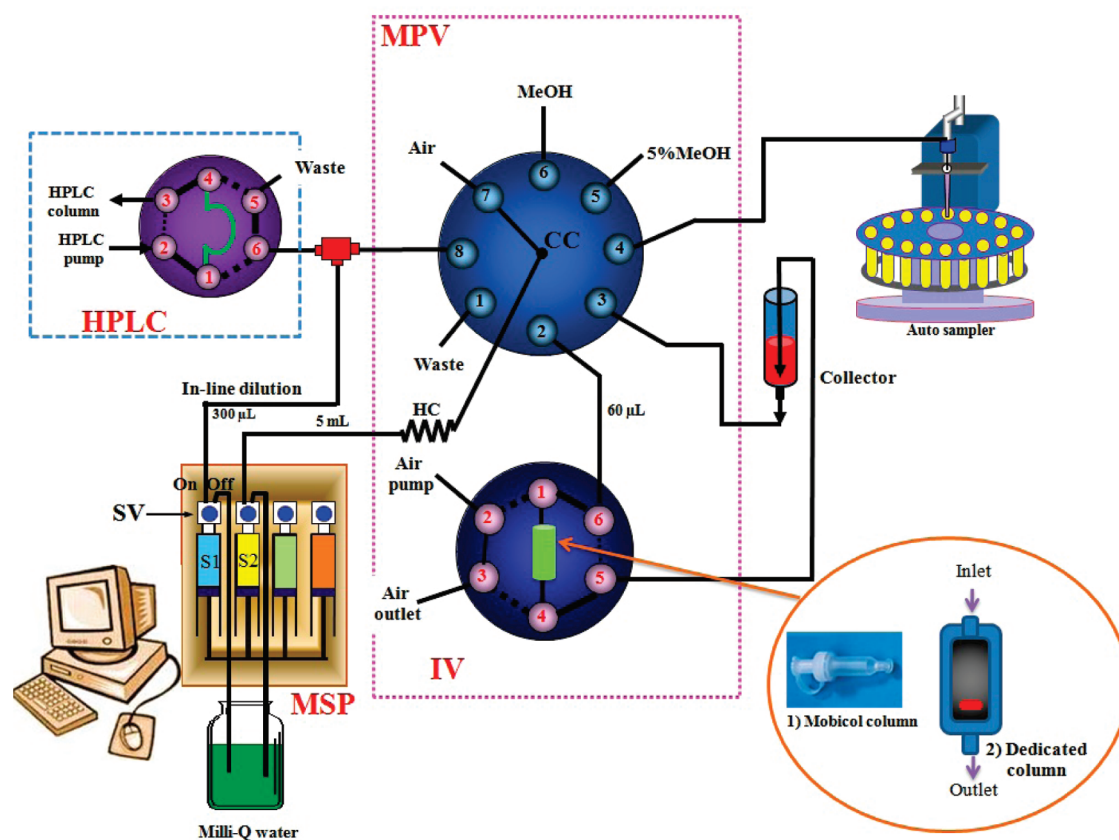 MPV
MeOH
Air
5%MeOH
6
7
5
CC
4
8
1
3
2
Waste
Waste
HPLC
column
HPLC
pump
4
3
5
2
6
1
HPLC
Auto sampler
Collector
In-line dilution
300 µL
5 mL
HC
60 µL
Air
pump
1
2
6
3
5
4
Air
outlet
IV
On Off
SV
S1
S2
MSP
Milli-Q water
Inlet
1) Mobicol column
2) Dedicated
column
Outlet